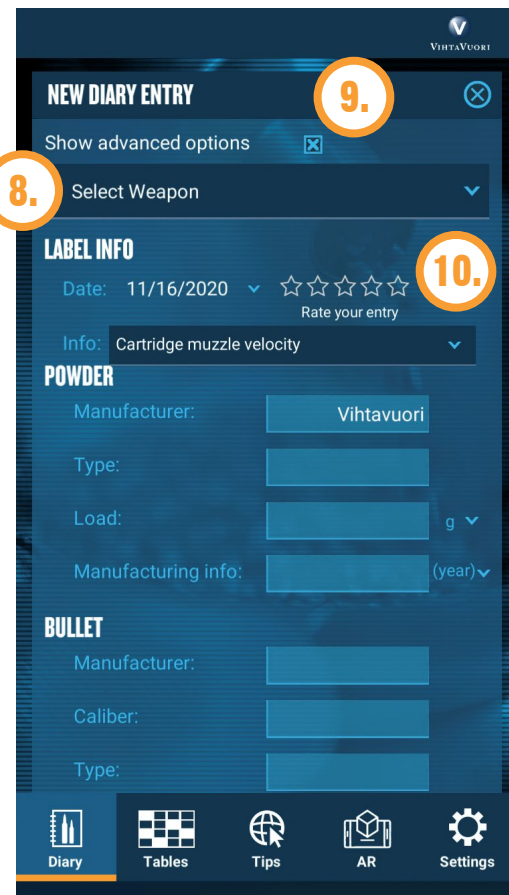 VIHTAVUORI
NEW DIARY ENTRY
9.
Show advanced options
8.
Select Weapon
LABEL INFO
10.
Date: 11/16/2020
Rate your entry
Info: Cartridge muzzle velocity
POWDER
Manufacturer: Vihtavuori
Type:
Load: g
Manufacturing info: (year)
BULLET
Manufacturer:
Caliber:
Type:
Diary Tables Tips AR Settings